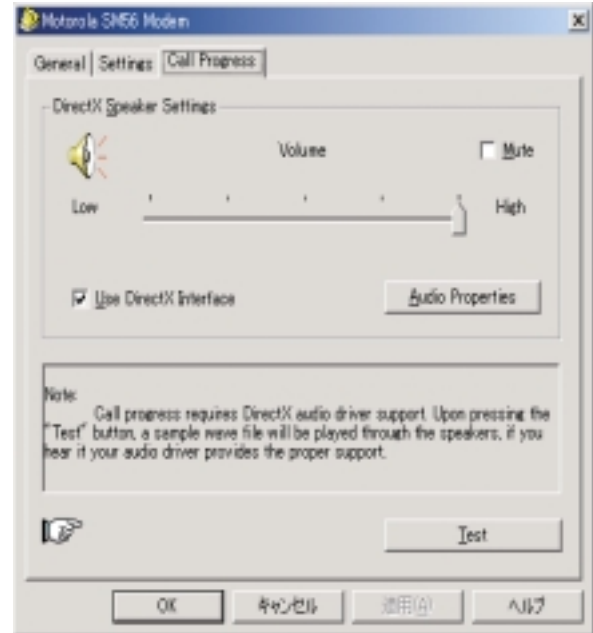 Motorola SM56 Modem
General Settings Call Progress
DirectX Speaker Settings
Volume
Mute
Low
High
Use DirectX Interface
Audio Properties
Note:
Call progress requires DirectX audio driver support. Upon pressing the
"Test" button, a sample wave file will be played through the speakers, if you
hear it your audio driver provides the proper support.
Test
OK キャンセル 適用(A) ヘルプ